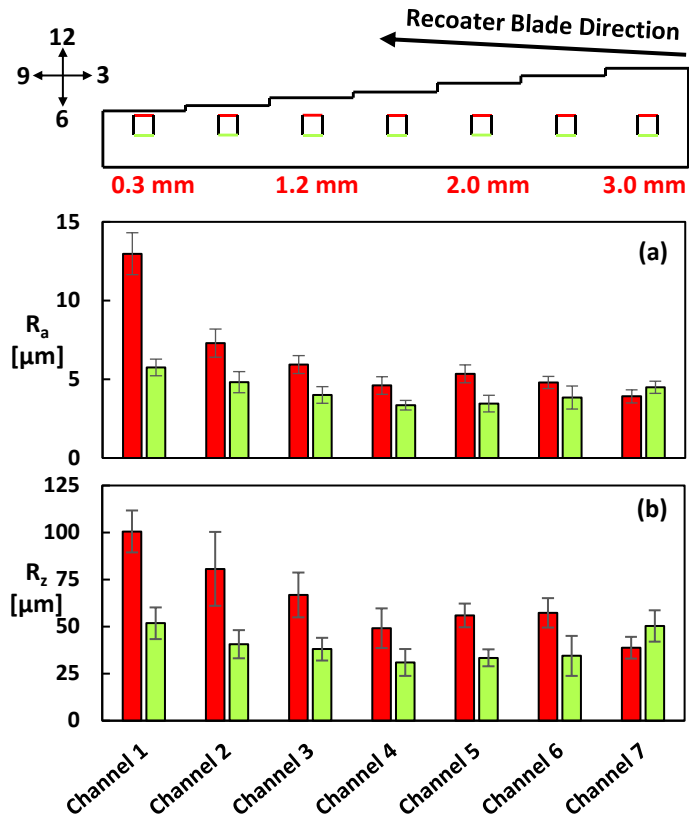 Recoater Blade Direction
12
9 3
6
0.3 mm 1.2 mm 2.0 mm 3.0 mm
15
(a)
10
Rₐ
[µm]
5
0
125
(b)
100
R_z
75
[µm]
50
25
0
Channel 1 Channel 2 Channel 3 Channel 4 Channel 5 Channel 6 Channel 7